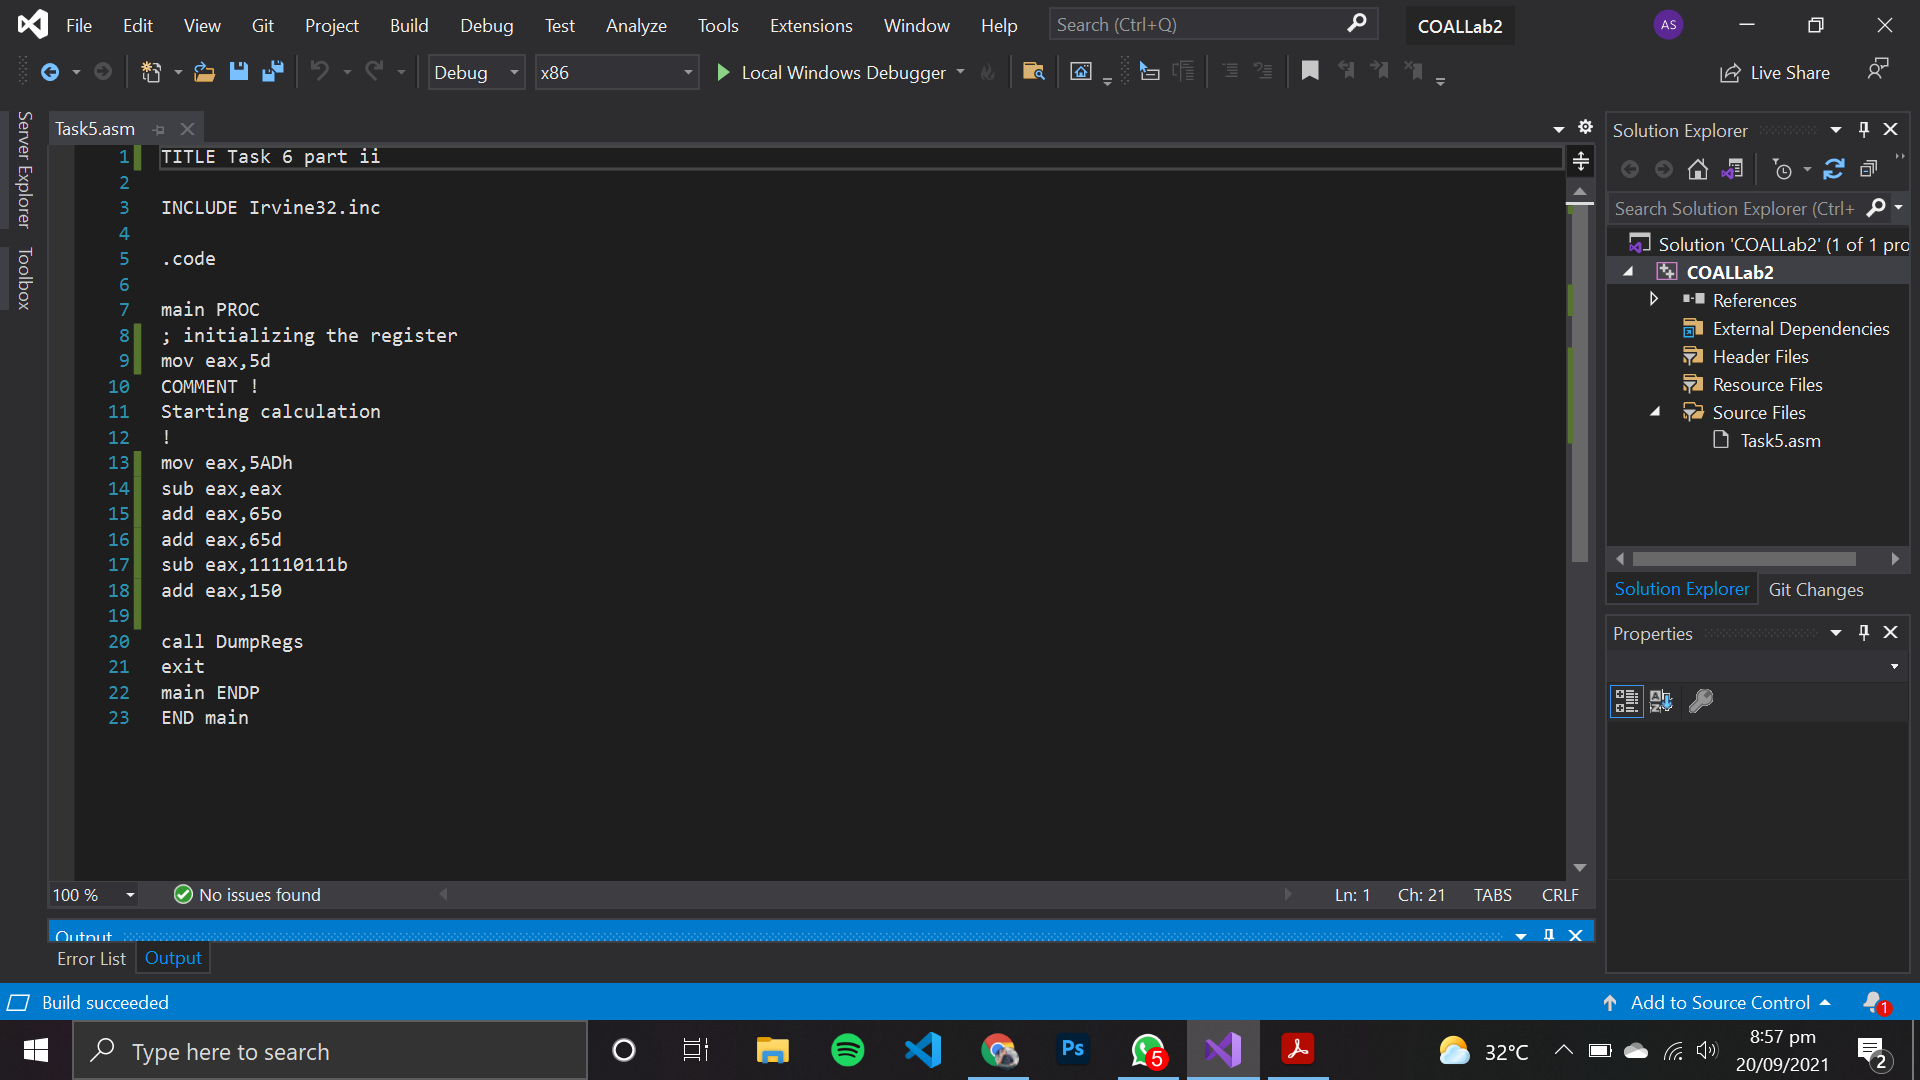 File Edit View Git Project Build Debug Test Analyze Tools Extensions Window Help Search (Ctrl+Q) COALLab2 AS
Debug x86 Local Windows Debugger Live Share
Server Explorer
Toolbox
Task5.asm
1 TITLE Task 6 part ii
2
3 INCLUDE Irvine32.inc
4
5 .code
6
7 main PROC
8 ; initializing the register
9 mov eax,5d
10 COMMENT !
11 Starting calculation
12 !
13 mov eax,5ADh
14 sub eax,eax
15 add eax,65o
16 add eax,65d
17 sub eax,11110111b
18 add eax,150
19
20 call DumpRegs
21 exit
22 main ENDP
23 END main
100 % No issues found Ln: 1 Ch: 21 TABS CRLF
Output
Error List Output
Solution Explorer
Search Solution Explorer (Ctrl+
Solution 'COALLab2' (1 of 1 pro
COALLab2
References
External Dependencies
Header Files
Resource Files
Source Files
Task5.asm
Solution Explorer Git Changes
Properties
Build succeeded Add to Source Control 1
Type here to search Ps 5 32°C 8:57 pm
20/09/2021 2